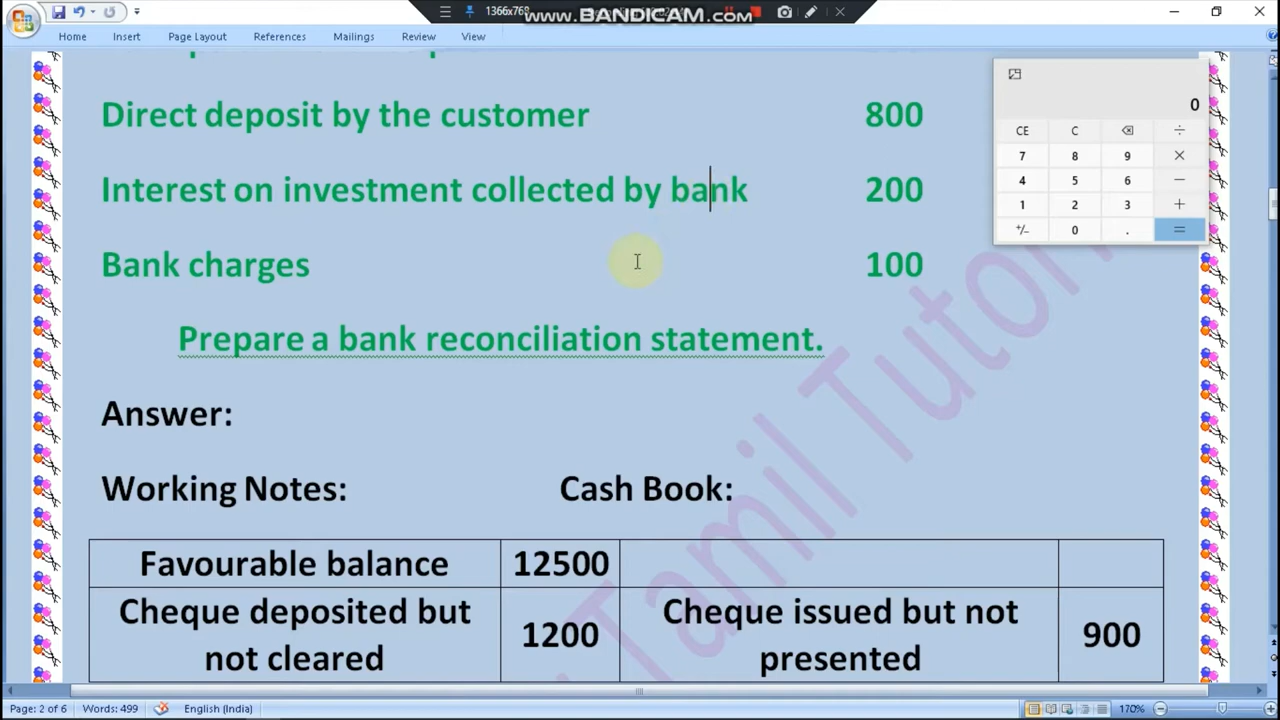 1366x768
www.BANDICAM.com
Home Insert Page Layout References Mailings Review View
Direct deposit by the customer 800
Interest on investment collected by bank 200
Bank charges 100
Prepare a bank reconciliation statement.
Answer:
Working Notes: Cash Book:
Favourable balance 12500
Cheque deposited but not cleared 1200 Cheque issued but not presented 900
0
CE C ÷
7 8 9 ×
4 5 6 −
1 2 3 +
+/− 0 . =
Tamil Tutor
Page: 2 of 6 Words: 499 English (India) 170%